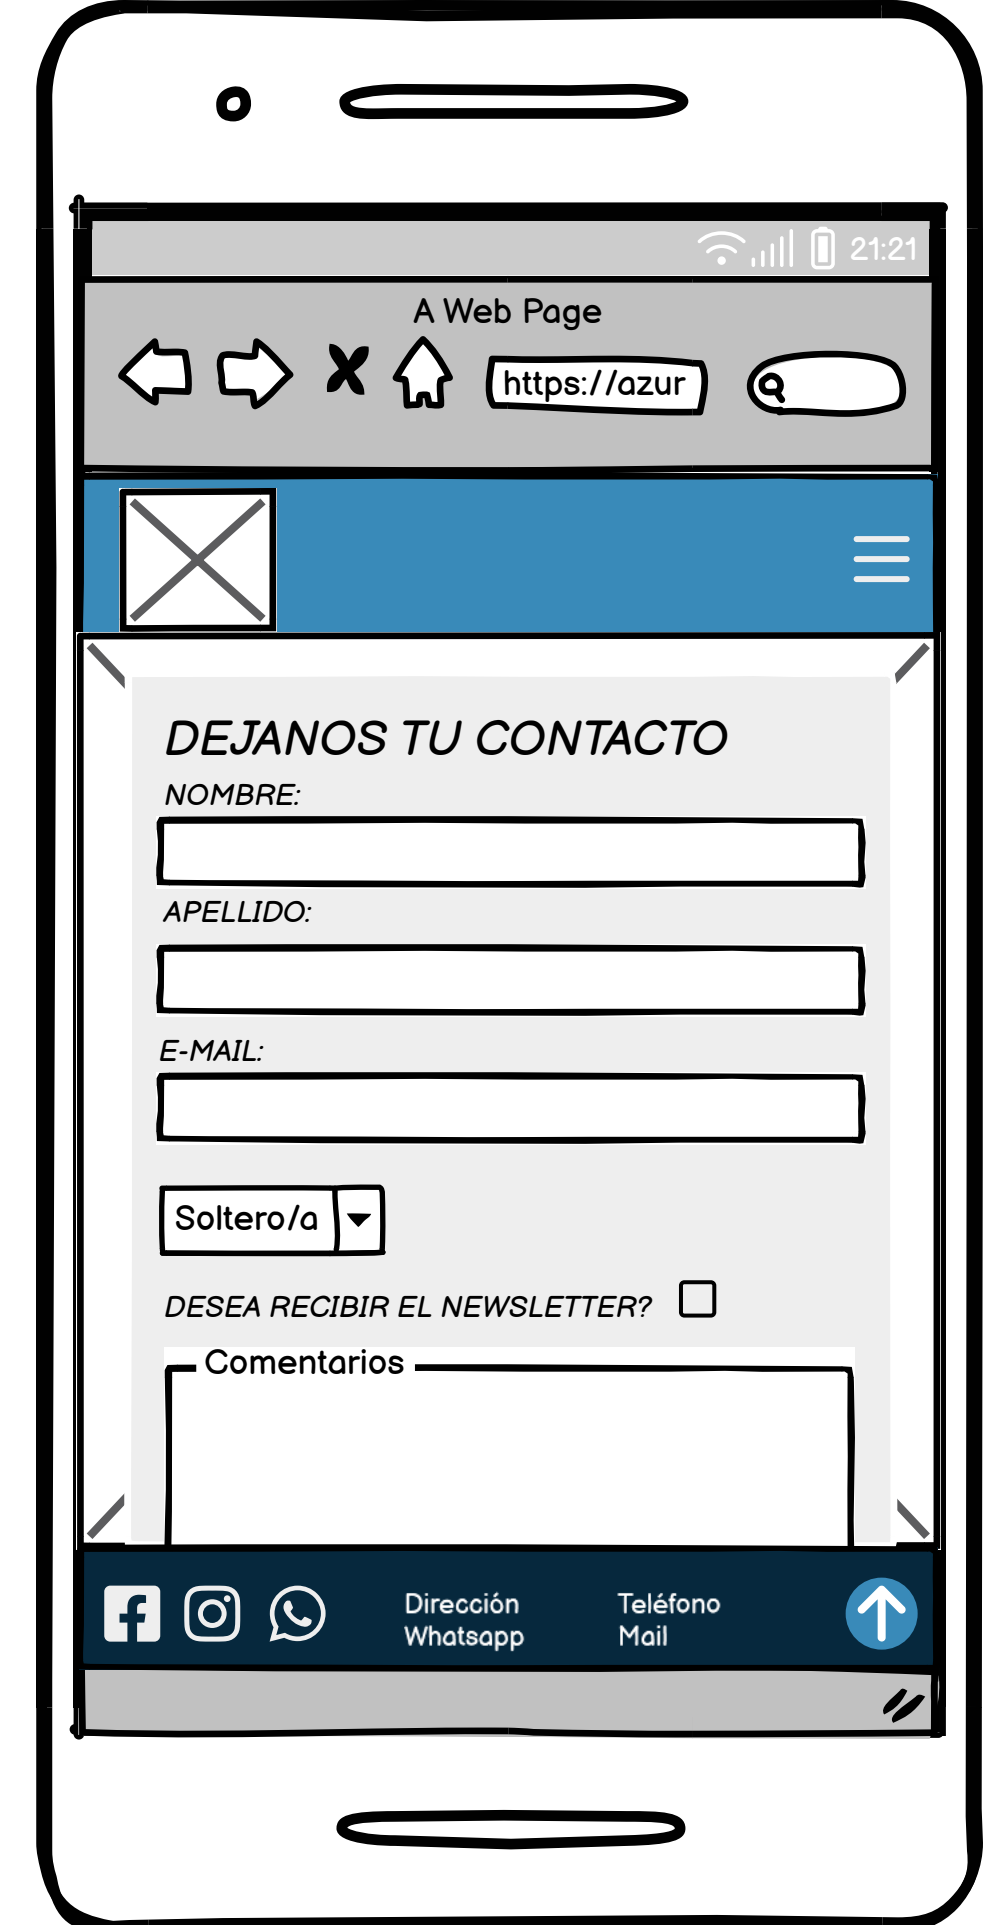 21:21
A Web Page
https://azur
DEJANOS TU CONTACTO
NOMBRE:
APELLIDO:
E-MAIL:
Soltero/a
DESEA RECIBIR EL NEWSLETTER?
Comentarios
Dirección
Whatsapp
Teléfono
Mail